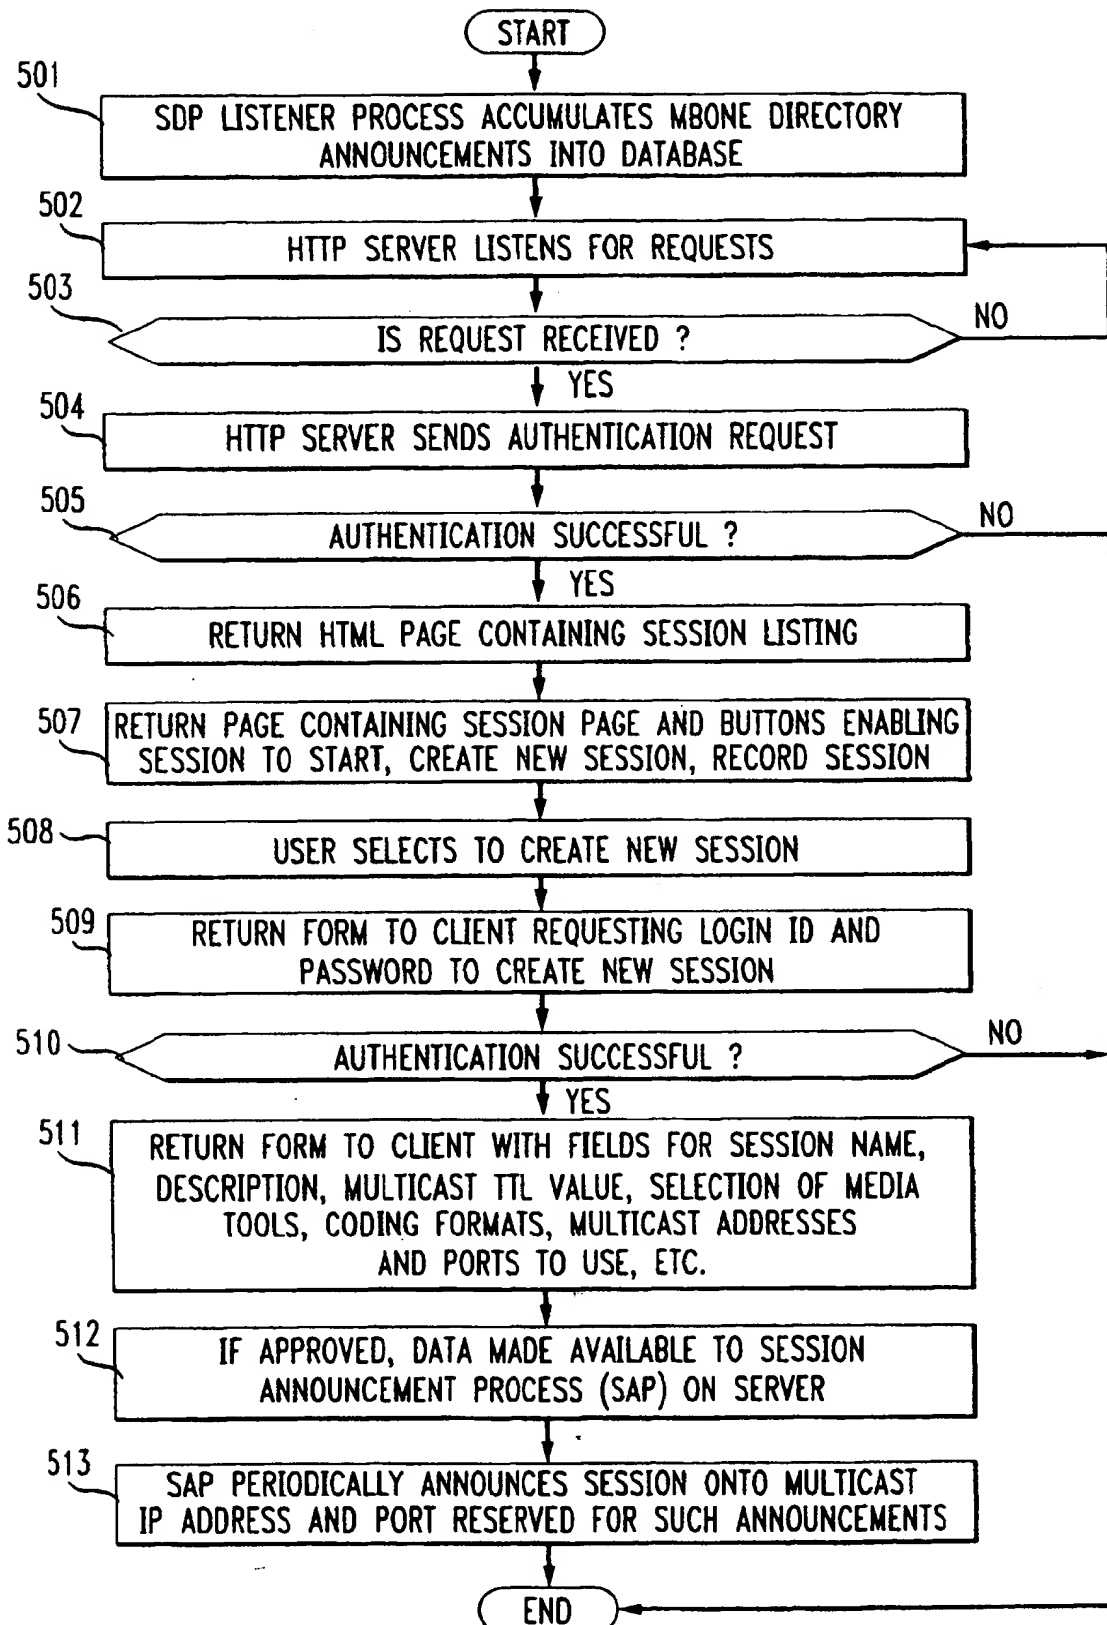 START
501
SDP LISTENER PROCESS ACCUMULATES MBONE DIRECTORY
ANNOUNCEMENTS INTO DATABASE
502
HTTP SERVER LISTENS FOR REQUESTS
503
IS REQUEST RECEIVED ?
NO
YES
504
HTTP SERVER SENDS AUTHENTICATION REQUEST
505
AUTHENTICATION SUCCESSFUL ?
NO
YES
506
RETURN HTML PAGE CONTAINING SESSION LISTING
507
RETURN PAGE CONTAINING SESSION PAGE AND BUTTONS ENABLING
SESSION TO START, CREATE NEW SESSION, RECORD SESSION
508
USER SELECTS TO CREATE NEW SESSION
509
RETURN FORM TO CLIENT REQUESTING LOGIN ID AND
PASSWORD TO CREATE NEW SESSION
510
AUTHENTICATION SUCCESSFUL ?
NO
YES
511
RETURN FORM TO CLIENT WITH FIELDS FOR SESSION NAME,
DESCRIPTION, MULTICAST TTL VALUE, SELECTION OF MEDIA
TOOLS, CODING FORMATS, MULTICAST ADDRESSES
AND PORTS TO USE, ETC.
512
IF APPROVED, DATA MADE AVAILABLE TO SESSION
ANNOUNCEMENT PROCESS (SAP) ON SERVER
513
SAP PERIODICALLY ANNOUNCES SESSION ONTO MULTICAST
IP ADDRESS AND PORT RESERVED FOR SUCH ANNOUNCEMENTS
END